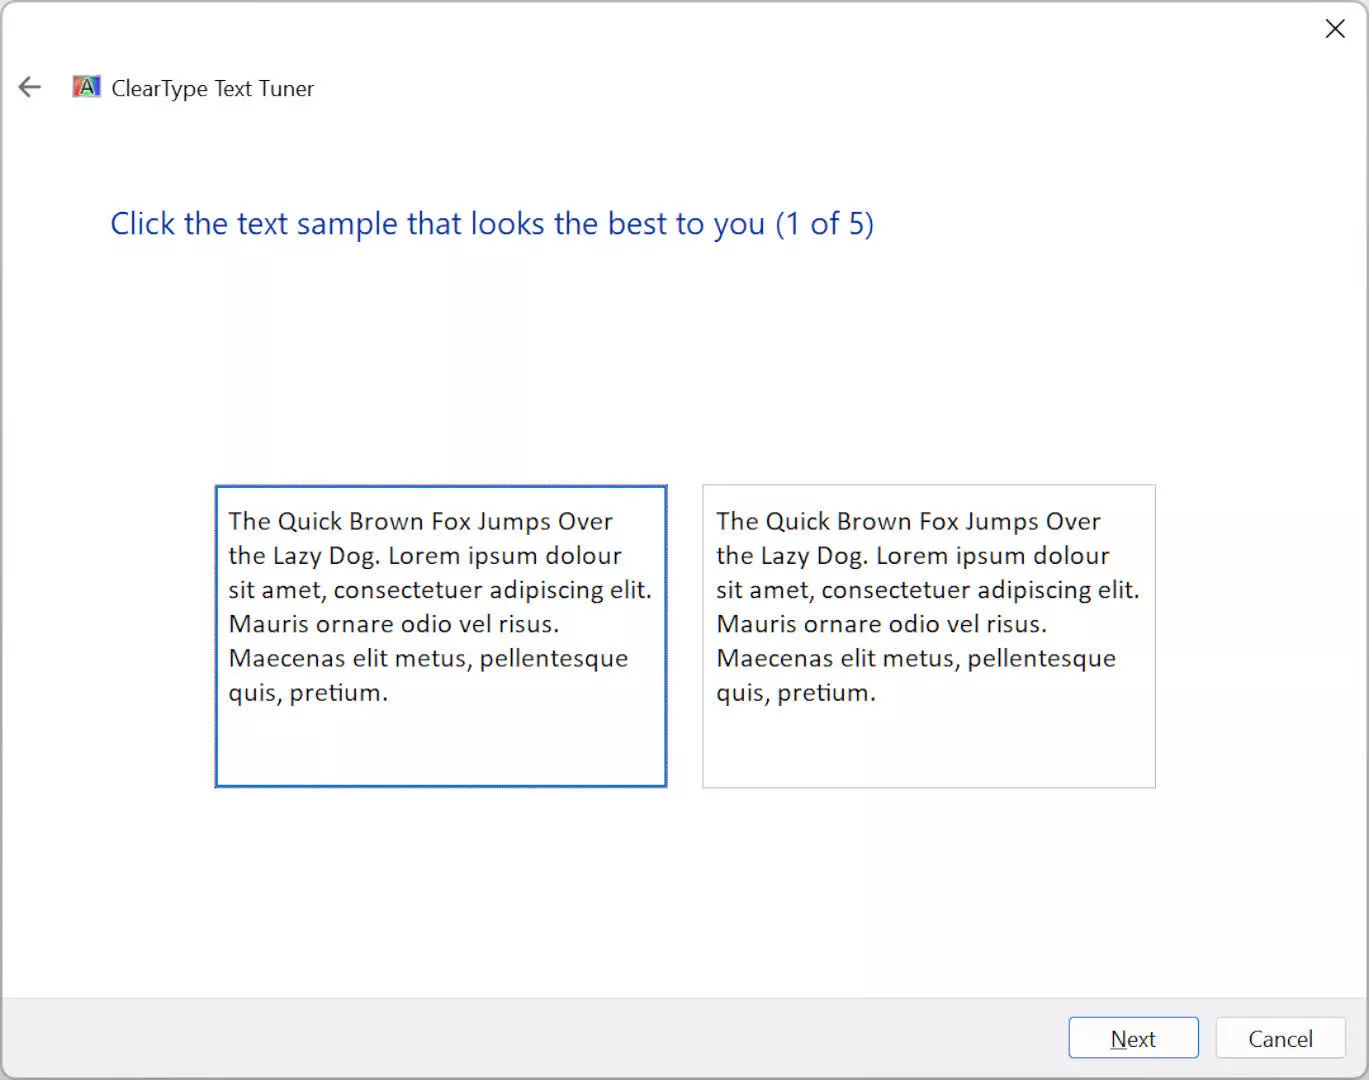 ClearType Text Tuner
Click the text sample that looks the best to you (1 of 5)
The Quick Brown Fox Jumps Over
the Lazy Dog. Lorem ipsum dolour
sit amet, consectetuer adipiscing elit.
Mauris ornare odio vel risus.
Maecenas elit metus, pellentesque
quis, pretium.
The Quick Brown Fox Jumps Over
the Lazy Dog. Lorem ipsum dolour
sit amet, consectetuer adipiscing elit.
Mauris ornare odio vel risus.
Maecenas elit metus, pellentesque
quis, pretium.
Next
Cancel